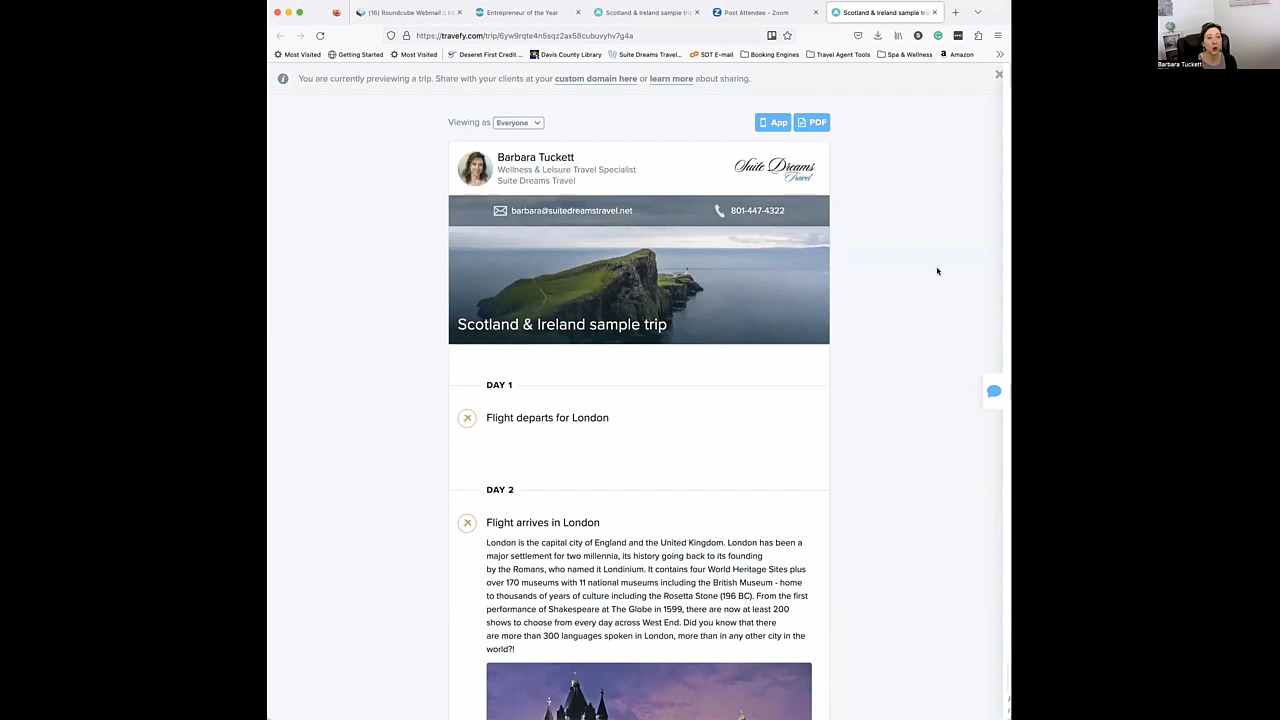 (16) Roundcube Webmail :: In
Entrepreneur of the Year
Scotland & Ireland sample tri
Post Attendee - Zoom
Scotland & Ireland sample tri
https://travefy.com/trip/6yw9rqte4n5sqz2ax58cubuvyhv7g4a
Most Visited
Getting Started
Most Visited
Desert First Credit ...
Davis County Library
Suite Dreams Travel...
SDT E-mail
Booking Engines
Travel Agent Tools
Spa & Wellness
Amazon
You are currently previewing a trip. Share with your clients at your custom domain here or learn more about sharing.
Viewing as Everyone
App
PDF
Barbara Tuckett
Wellness & Leisure Travel Specialist
Suite Dreams Travel
Suite Dreams
Travel
barbara@suitedreamstravel.net
801-447-4322
Scotland & Ireland sample trip
DAY 1
Flight departs for London
DAY 2
Flight arrives in London
London is the capital city of England and the United Kingdom. London has been a
major settlement for two millennia, its history going back to its founding
by the Romans, who named it Londinium. It contains four World Heritage Sites plus
over 170 museums with 11 national museums including the British Museum - home
to thousands of years of culture including the Rosetta Stone (196 BC). From the first
performance of Shakespeare at The Globe in 1599, there are now at least 200
shows to choose from every day across West End. Did you know that there
are more than 300 languages spoken in London, more than in any other city in the
world?!
Barbara Tuckett